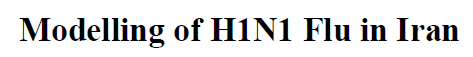 Modelling of H1N1 Flu in Iran